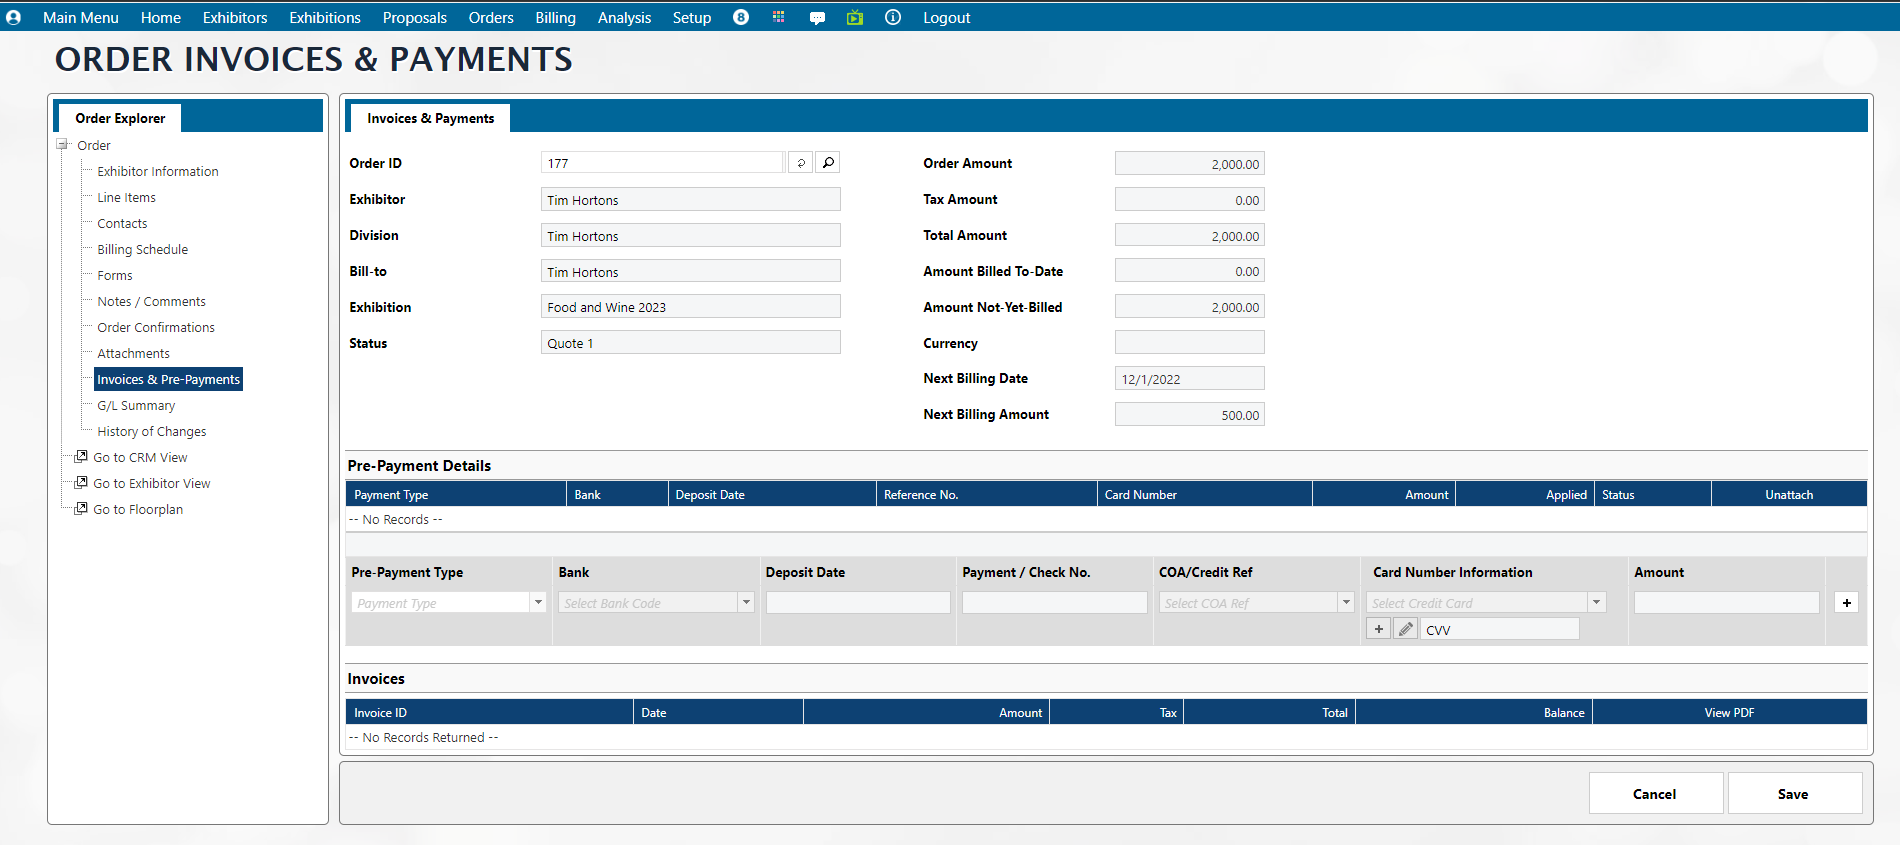 Main Menu Home Exhibitors Exhibitions Proposals Orders Billing Analysis Setup 8 Logout
ORDER INVOICES & PAYMENTS
Order Explorer
Order
Exhibitor Information
Line Items
Contacts
Billing Schedule
Forms
Notes / Comments
Order Confirmations
Attachments
Invoices & Pre-Payments
G/L Summary
History of Changes
Go to CRM View
Go to Exhibitor View
Go to Floorplan
Invoices & Payments
Order ID 177
Exhibitor Tim Hortons
Division Tim Hortons
Bill-to Tim Hortons
Exhibition Food and Wine 2023
Status Quote 1
Order Amount 2,000.00
Tax Amount 0.00
Total Amount 2,000.00
Amount Billed To-Date 0.00
Amount Not-Yet-Billed 2,000.00
Currency
Next Billing Date 12/1/2022
Next Billing Amount 500.00
Pre-Payment Details
Payment Type Bank Deposit Date Reference No. Card Number Amount Applied Status Unattach
-- No Records --
Pre-Payment Type Bank Deposit Date Payment / Check No. COA/Credit Ref Card Number Information Amount
Payment Type Select Bank Code Select COA Ref Select Credit Card +
+ CVV
Invoices
Invoice ID Date Amount Tax Total Balance View PDF
-- No Records Returned --
Cancel Save